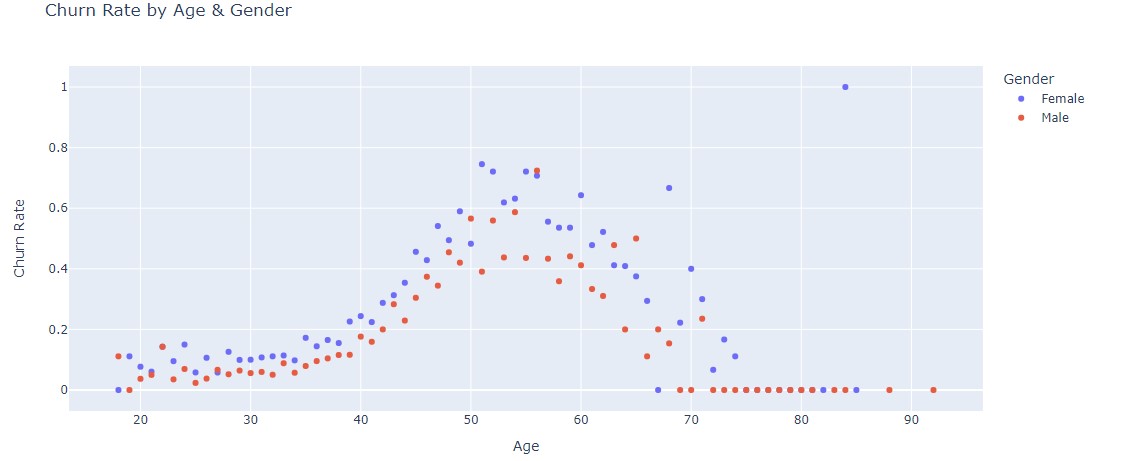 Churn Rate by Age & Gender
Gender
Female
Male
Churn Rate
1
0.8
0.6
0.4
0.2
0
20 30 40 50 60 70 80 90
Age